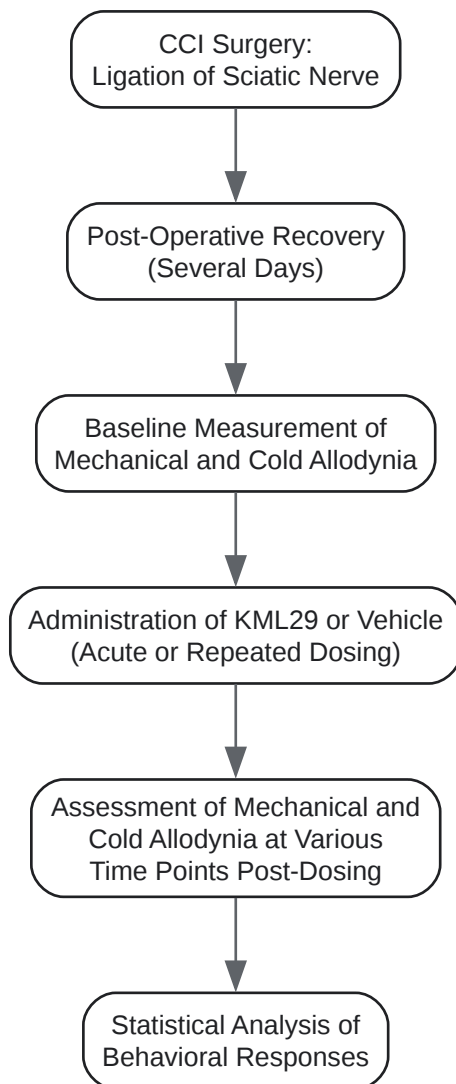 CCI Surgery:
Ligation of Sciatic Nerve
Post-Operative Recovery
(Several Days)
Baseline Measurement of
Mechanical and Cold Allodynia
Administration of KML29 or Vehicle
(Acute or Repeated Dosing)
Assessment of Mechanical and
Cold Allodynia at Various
Time Points Post-Dosing
Statistical Analysis of
Behavioral Responses